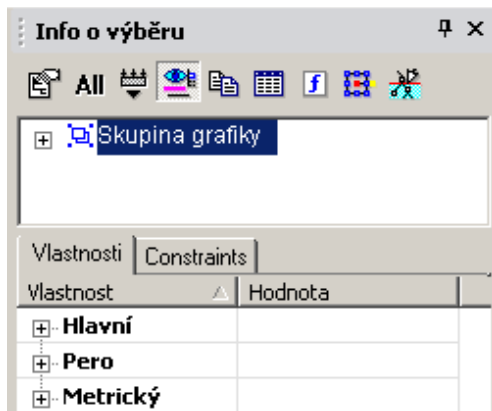 Info o výběru
All f
Skupina grafiky
Vlastnosti Constraints
Vlastnost Hodnota
Hlavní
Pero
Metrický